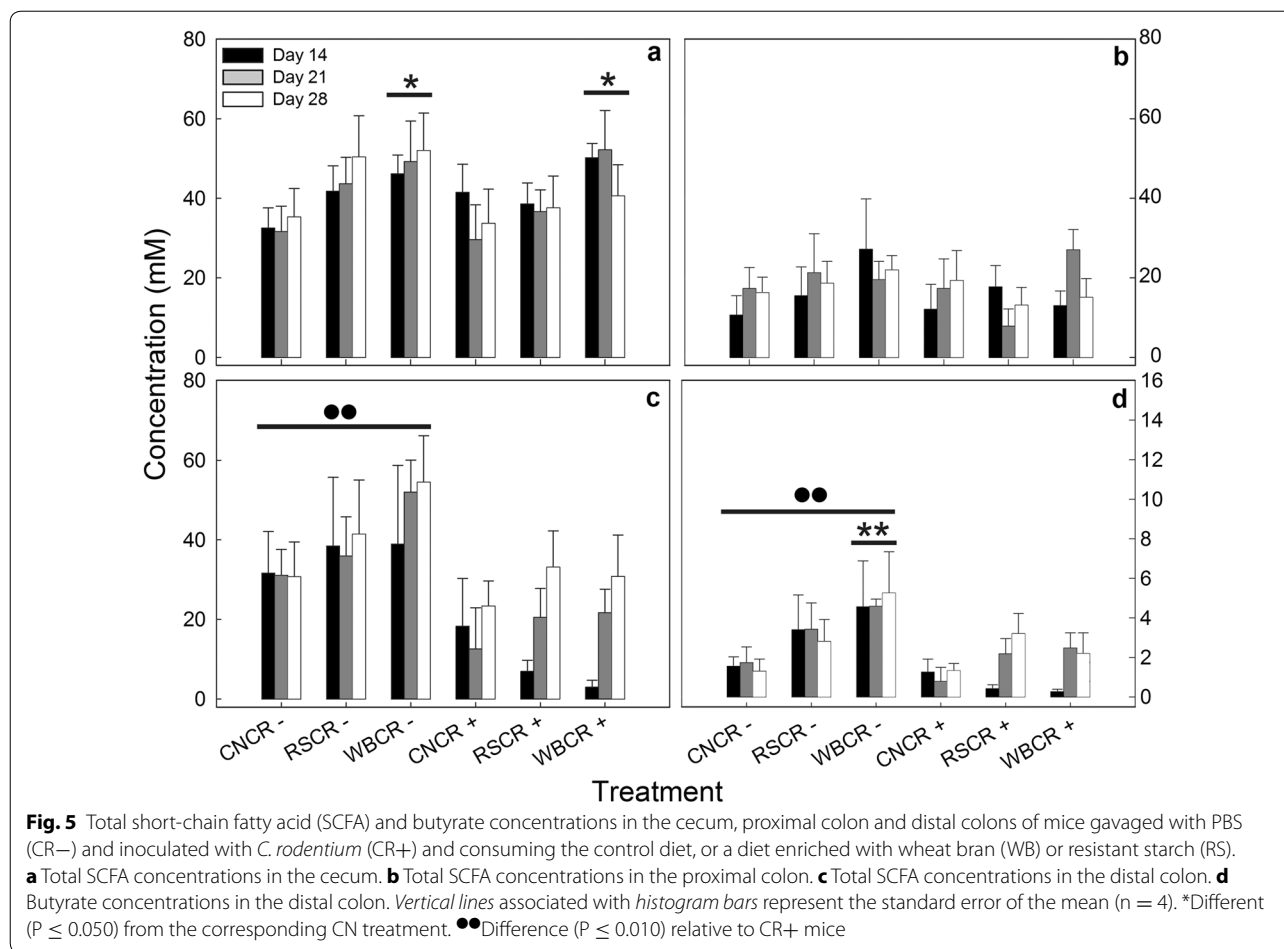 80
60
40
20
0
Day 14
Day 21
Day 28
*
*
a
b
80
60
40
20
0
Concentration (mM)
80
60
40
20
0
●●
c
●●
**
d
16
14
12
10
8
6
4
2
0
CNCR -
RSCR -
WBCR -
CNCR +
RSCR +
WBCR +
CNCR -
RSCR -
WBCR -
CNCR +
RSCR +
WBCR +
Treatment
Fig. 5 Total short-chain fatty acid (SCFA) and butyrate concentrations in the cecum, proximal colon and distal colons of mice gavaged with PBS
(CR−) and inoculated with C. rodentium (CR+) and consuming the control diet, or a diet enriched with wheat bran (WB) or resistant starch (RS).
a Total SCFA concentrations in the cecum. b Total SCFA concentrations in the proximal colon. c Total SCFA concentrations in the distal colon. d
Butyrate concentrations in the distal colon. Vertical lines associated with histogram bars represent the standard error of the mean (n = 4). *Different
(P ≤ 0.050) from the corresponding CN treatment. ●●Difference (P ≤ 0.010) relative to CR+ mice